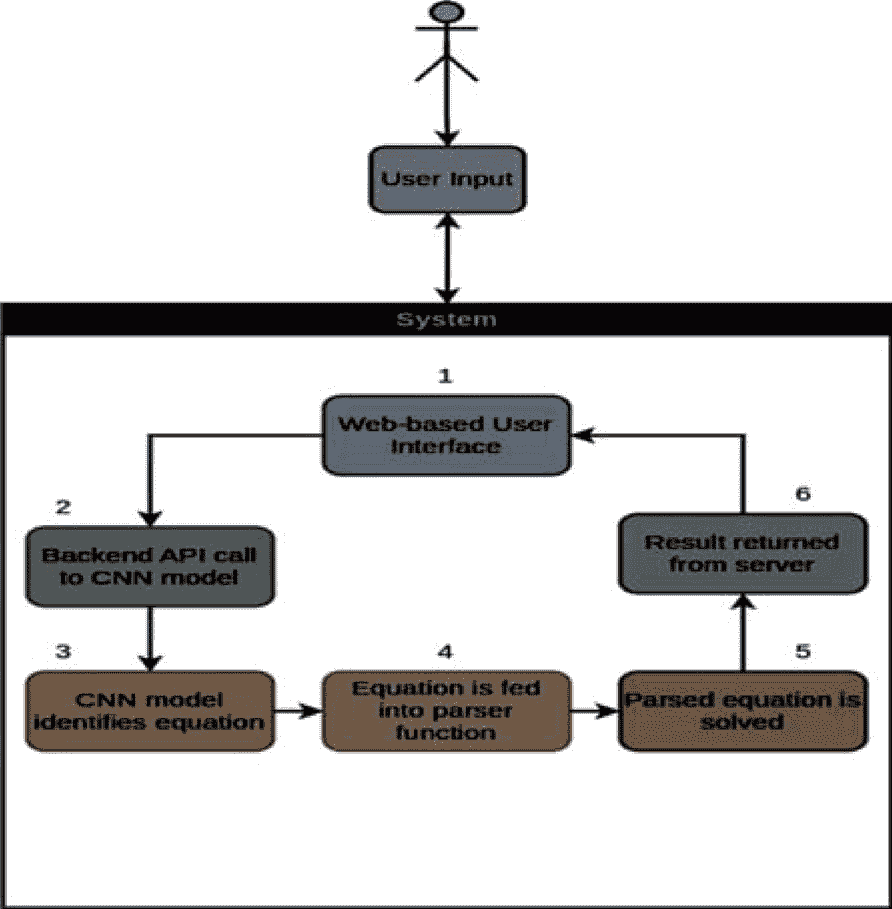 User Input
System
1
Web-based User
Interface
2
Backend API call
to CNN model
6
Result returned
from server
3
CNN model
identifies equation
4
Equation is fed
into parser
function
5
Parsed equation is
solved